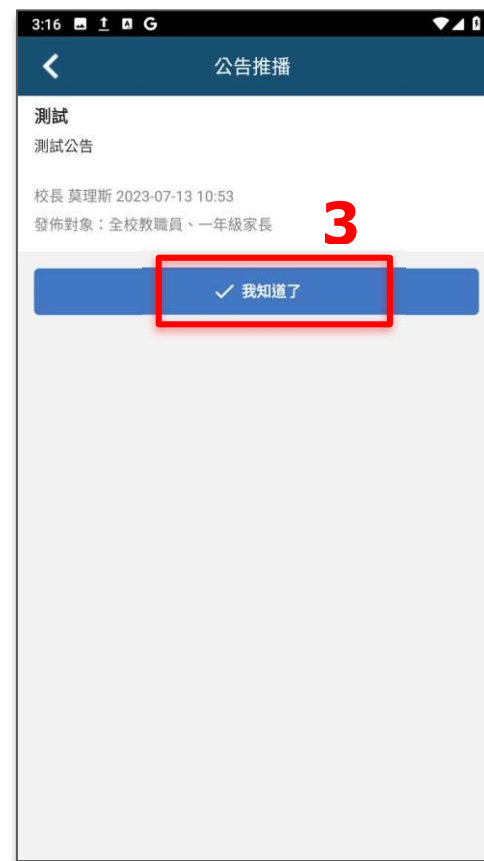 3:16
公告推播
測試
測試公告
校長 莫理斯 2023-07-13 10:53
發佈對象：全校教職員、一年級家長
3
我知道了